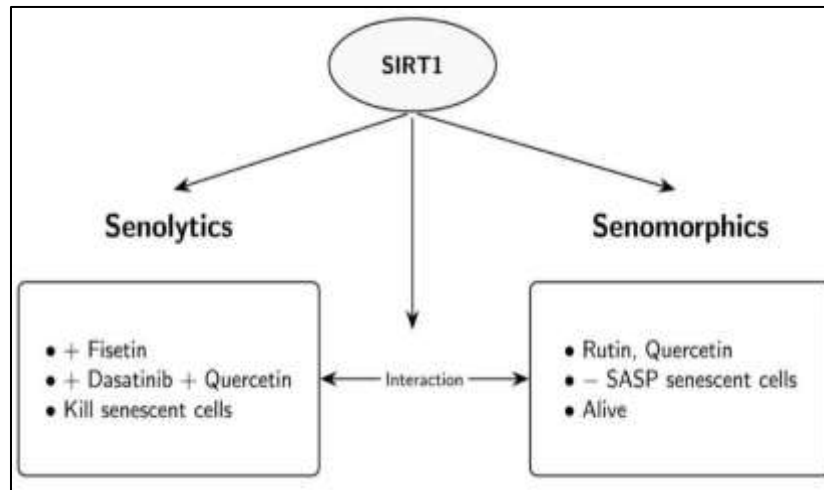 SIRT1
Senolytics
Senomorphics
• + Fisetin
• + Dasatinib + Quercetin
• Kill senescent cells
Interaction
• Rutin, Quercetin
• − SASP senescent cells
• Alive